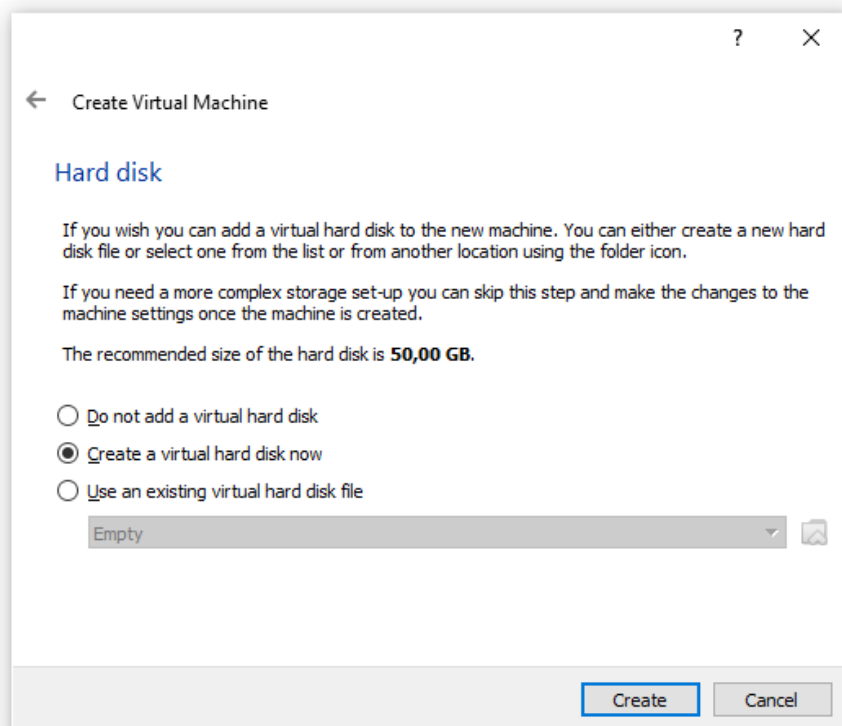 ?
Create Virtual Machine
Hard disk
If you wish you can add a virtual hard disk to the new machine. You can either create a new hard
disk file or select one from the list or from another location using the folder icon.
If you need a more complex storage set-up you can skip this step and make the changes to the
machine settings once the machine is created.
The recommended size of the hard disk is 50,00 GB.
Do not add a virtual hard disk
Create a virtual hard disk now
Use an existing virtual hard disk file
Empty
Create Cancel